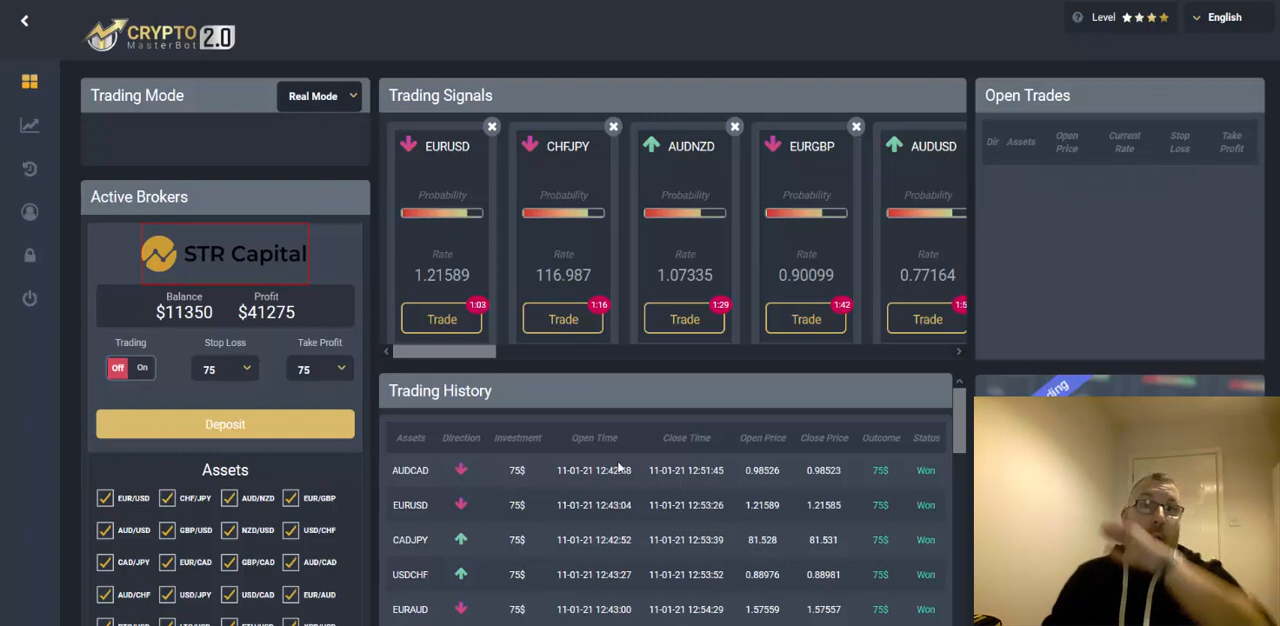 CRYPTO 2.0
MasterBot
Level
English
Trading Mode
Real Mode
Active Brokers
STR Capital
Balance Profit
$11350 $41275
Trading Stop Loss Take Profit
Off On 75 75
Deposit
Assets
EUR/USD CHF/JPY AUD/NZD EUR/GBP
AUD/USD GBP/USD NZD/USD USD/CHF
CAD/JPY EUR/CAD GBP/CAD AUD/CAD
AUD/CHF USD/JPY USD/CAD EUR/AUD
Trading Signals
EURUSD CHFJPY AUDNZD EURGBP AUDUSD
Probability Probability Probability Probability Probability
Rate Rate Rate Rate Rate
1.21589 116.987 1.07335 0.90099 0.77164
1:03 1:16 1:29 1:42
Trade Trade Trade Trade Trade
Trading History
Assets Direction Investment Open Time Close Time Open Price Close Price Outcome Status
AUDCAD 75$ 11-01-21 12:42:48 11-01-21 12:51:45 0.98526 0.98523 75$ Won
EURUSD 75$ 11-01-21 12:43:04 11-01-21 12:53:26 1.21589 1.21585 75$ Won
CADJPY 75$ 11-01-21 12:42:52 11-01-21 12:53:39 81.528 81.531 75$ Won
USDCHF 75$ 11-01-21 12:43:27 11-01-21 12:53:52 0.88976 0.88981 75$ Won
EURAUD 75$ 11-01-21 12:43:00 11-01-21 12:54:29 1.57559 1.57557 75$ Won
Open Trades
Dir Assets Open Price Current Rate Stop Loss Take Profit
ding